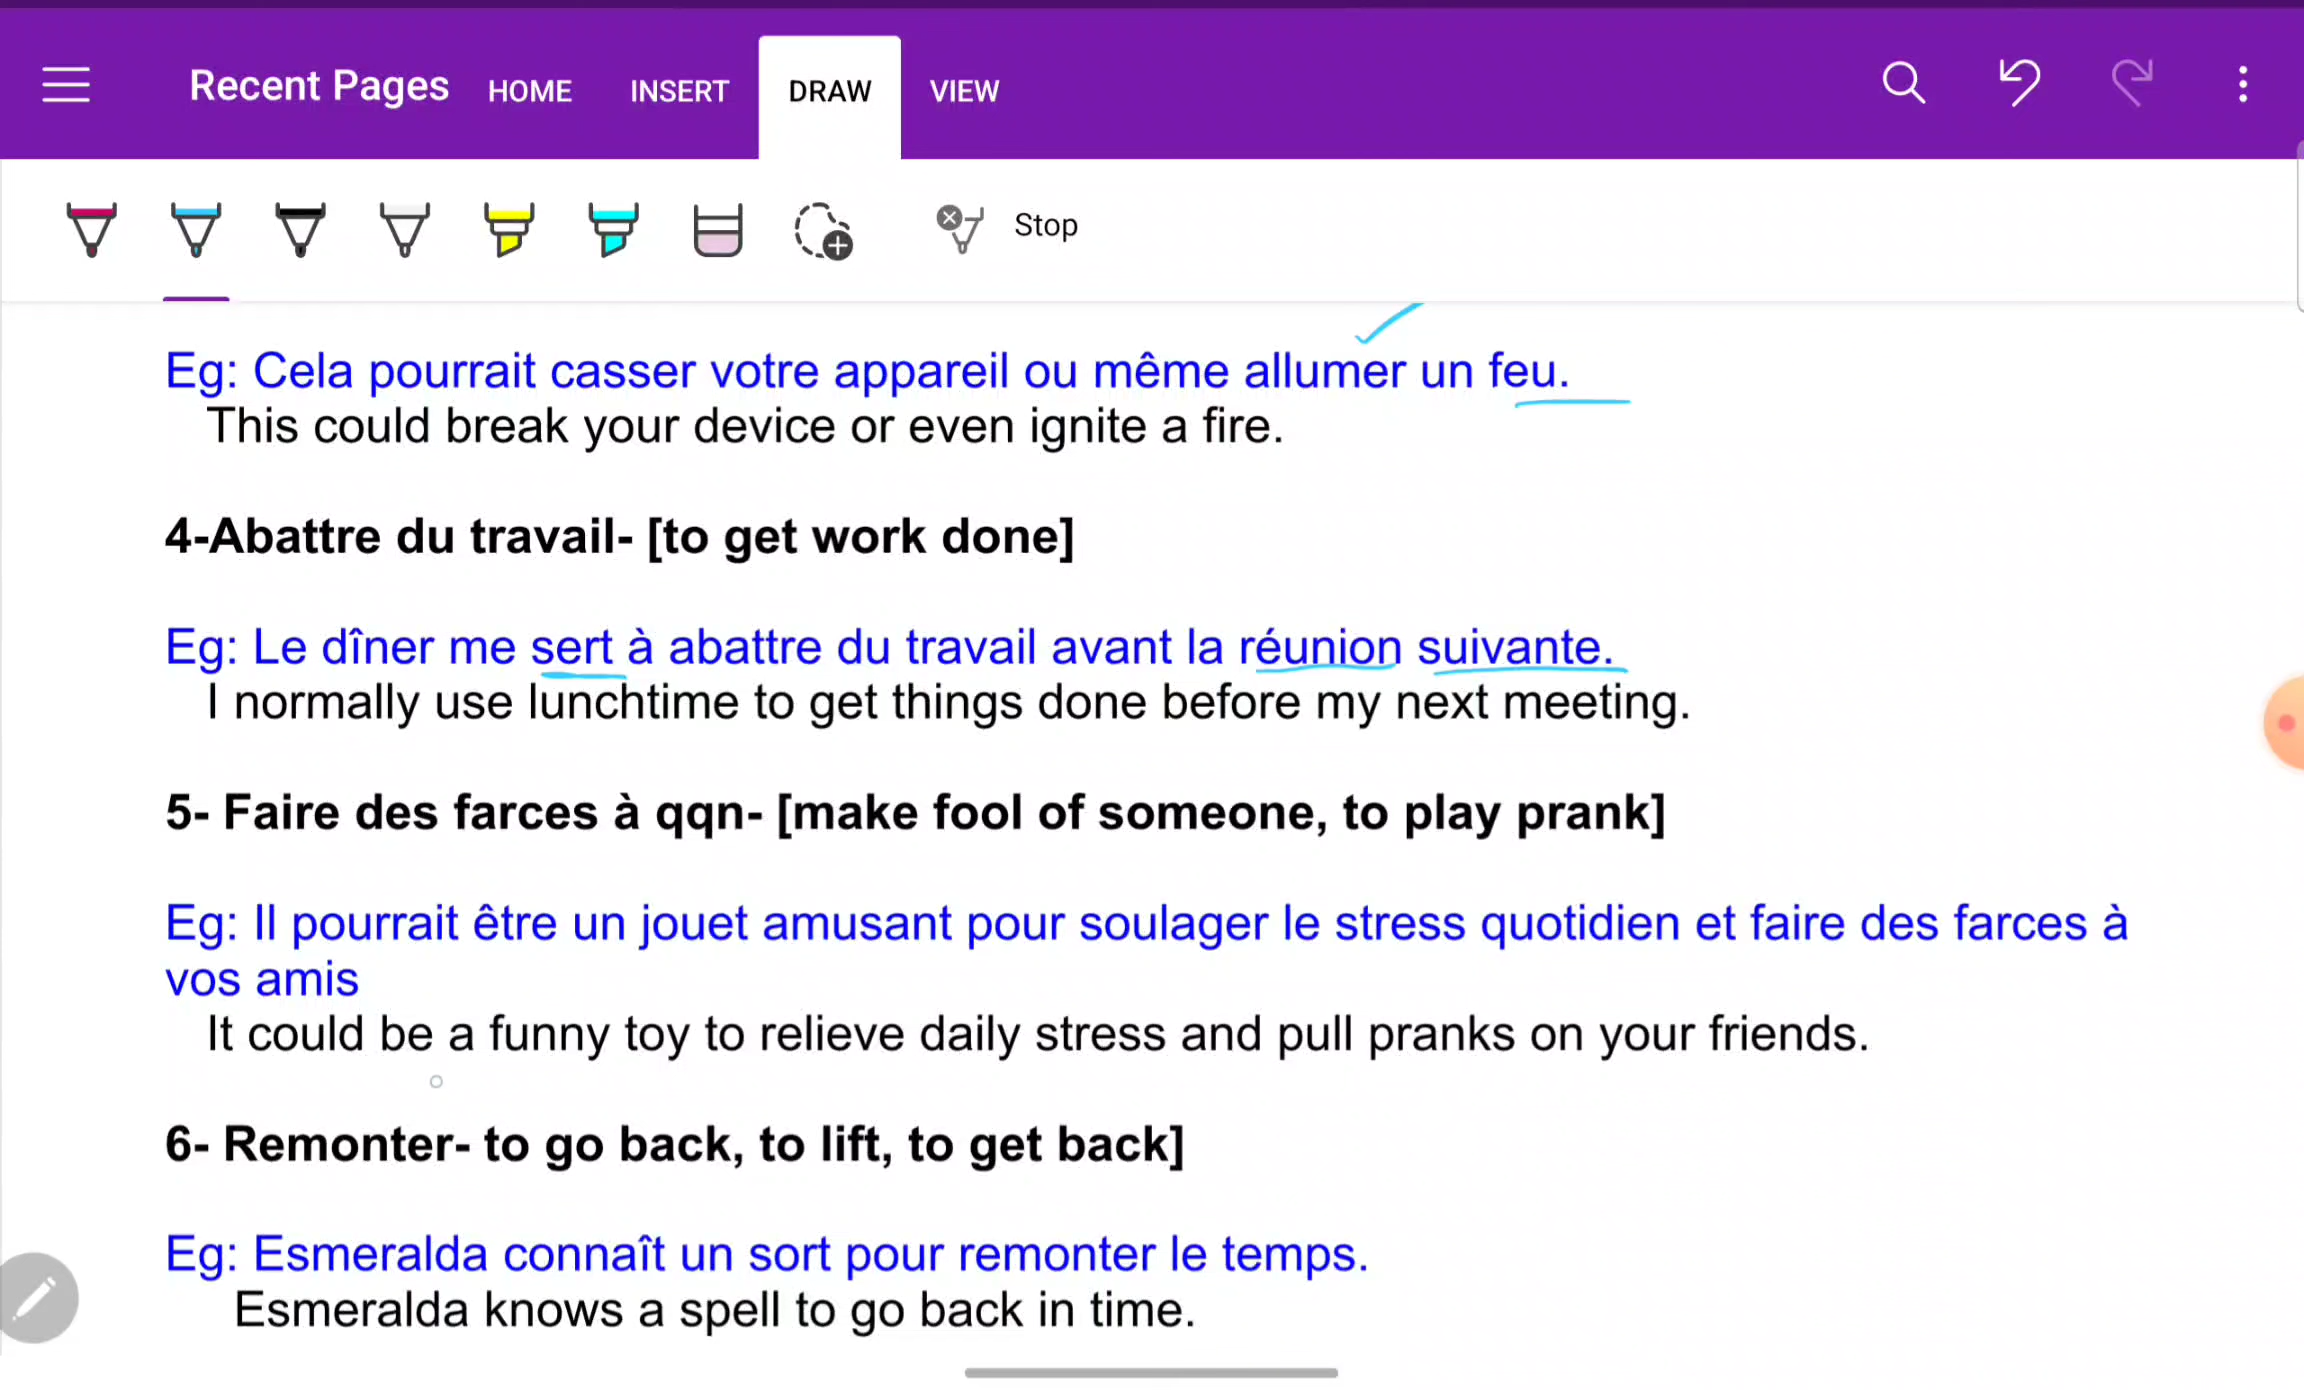 Recent Pages HOME INSERT DRAW VIEW
Stop
Eg: Cela pourrait casser votre appareil ou même allumer un feu.
This could break your device or even ignite a fire.
4-Abattre du travail- [to get work done]
Eg: Le dîner me sert à abattre du travail avant la réunion suivante.
I normally use lunchtime to get things done before my next meeting.
5- Faire des farces à qqn- [make fool of someone, to play prank]
Eg: Il pourrait être un jouet amusant pour soulager le stress quotidien et faire des farces à
vos amis
It could be a funny toy to relieve daily stress and pull pranks on your friends.
6- Remonter- to go back, to lift, to get back]
Eg: Esmeralda connaît un sort pour remonter le temps.
Esmeralda knows a spell to go back in time.